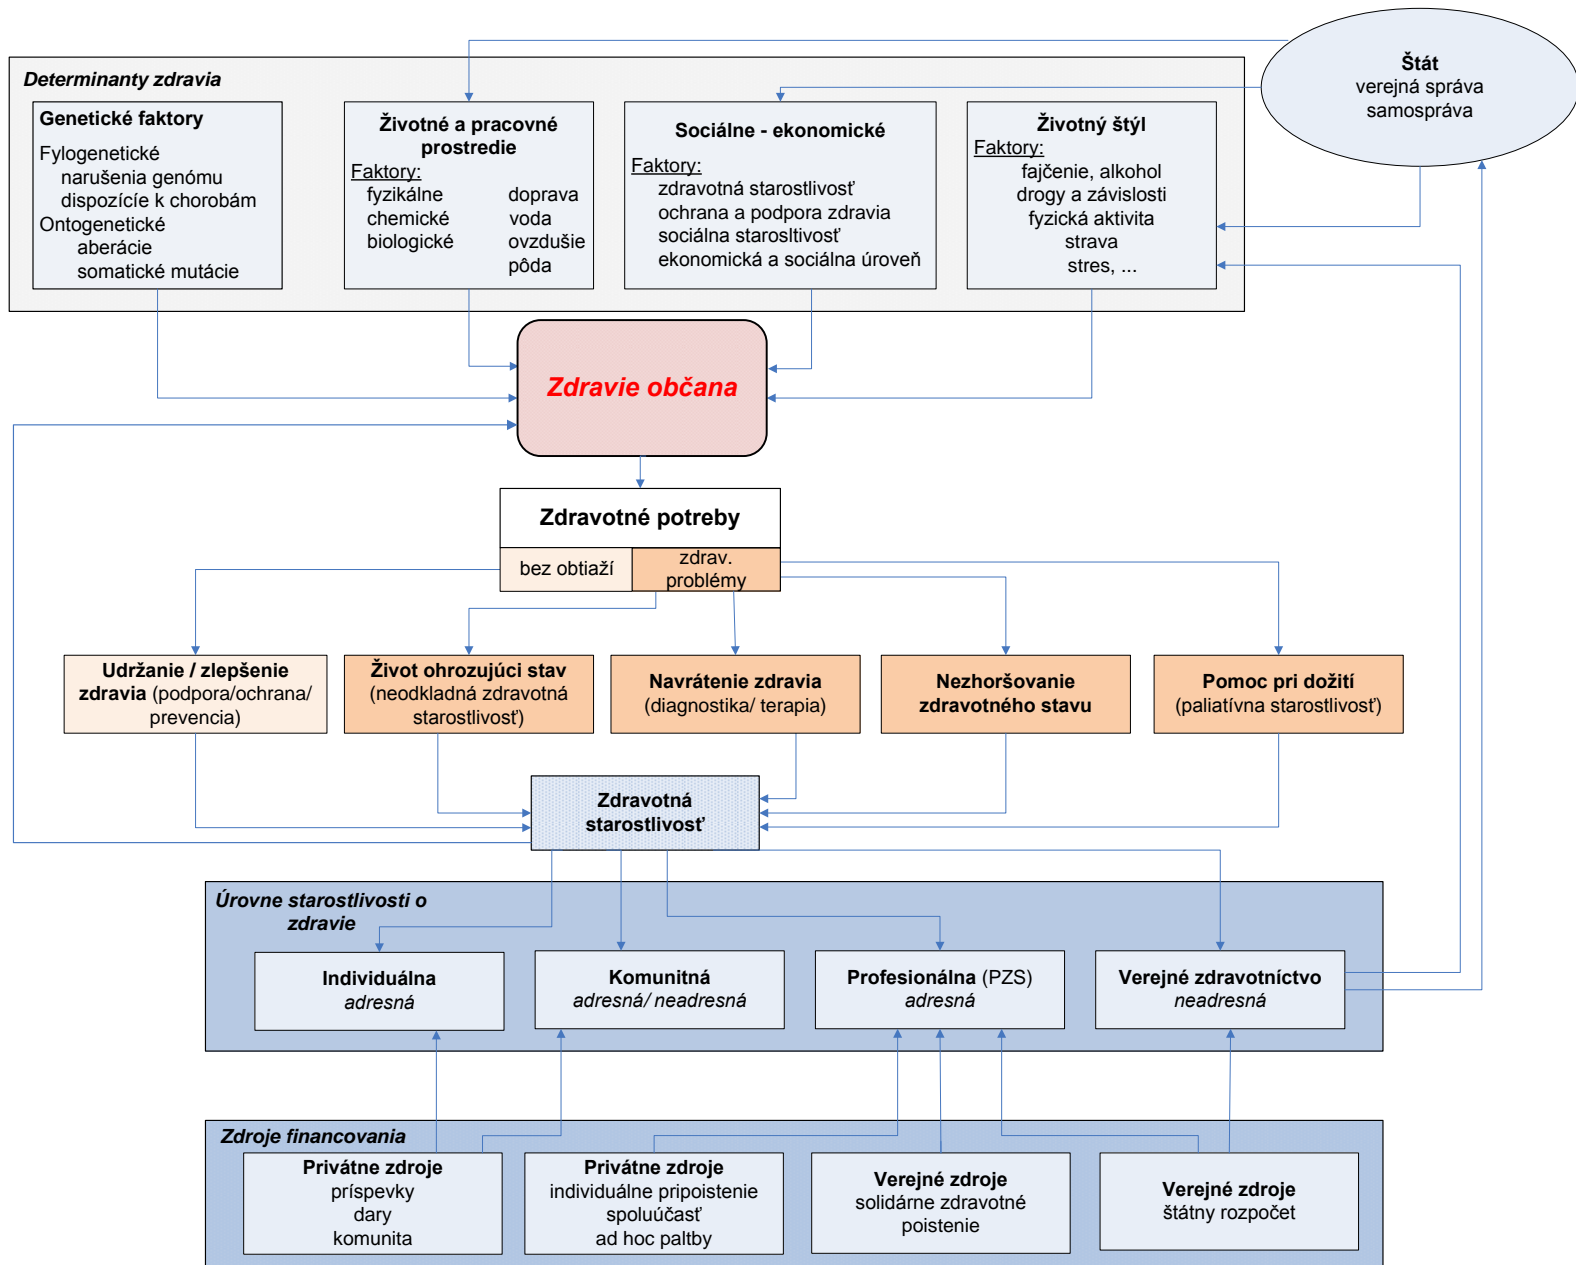 Štát
verejná správa
samospráva
Determinanty zdravia
Genetické faktory
Fylogenetické
narušenia genómu
dispozície k chorobám
Ontogenetické
aberácie
somatické mutácie
Životné a pracovné
prostredie
Faktory:
fyzikálne
chemické
biologické
doprava
voda
ovzdušie
pôda
Sociálne - ekonomické
Faktory:
zdravotná starostlivosť
ochrana a podpora zdravia
sociálna starosltivosť
ekonomická a sociálna úroveň
Životný štýl
Faktory:
fajčenie, alkohol
drogy a závislosti
fyzická aktivita
strava
stres, ...
Zdravie občana
Zdravotné potreby
bez obtiaží
zdrav.
problémy
Udržanie / zlepšenie
zdravia (podpora/ochrana/
prevencia)
Život ohrozujúci stav
(neodkladná zdravotná
starostlivosť)
Navrátenie zdravia
(diagnostika/ terapia)
Nezhoršovanie
zdravotného stavu
Pomoc pri dožití
(paliatívna starostlivosť)
Zdravotná
starostlivosť
Úrovne starostlivosti o
zdravie
Individuálna
adresná
Komunitná
adresná/ neadresná
Profesionálna (PZS)
adresná
Verejné zdravotníctvo
neadresná
Zdroje financovania
Privátne zdroje
príspevky
dary
komunita
Privátne zdroje
individuálne pripoistenie
spoluúčasť
ad hoc paltby
Verejné zdroje
solidárne zdravotné
poistenie
Verejné zdroje
štátny rozpočet